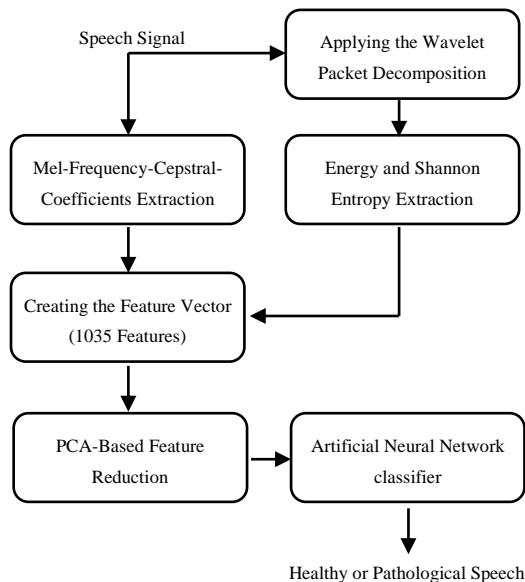 Speech Signal
Applying the Wavelet
Packet Decomposition
Mel-Frequency-Cepstral-
Coefficients Extraction
Energy and Shannon
Entropy Extraction
Creating the Feature Vector
(1035 Features)
PCA-Based Feature
Reduction
Artificial Neural Network
classifier
Healthy or Pathological Speech